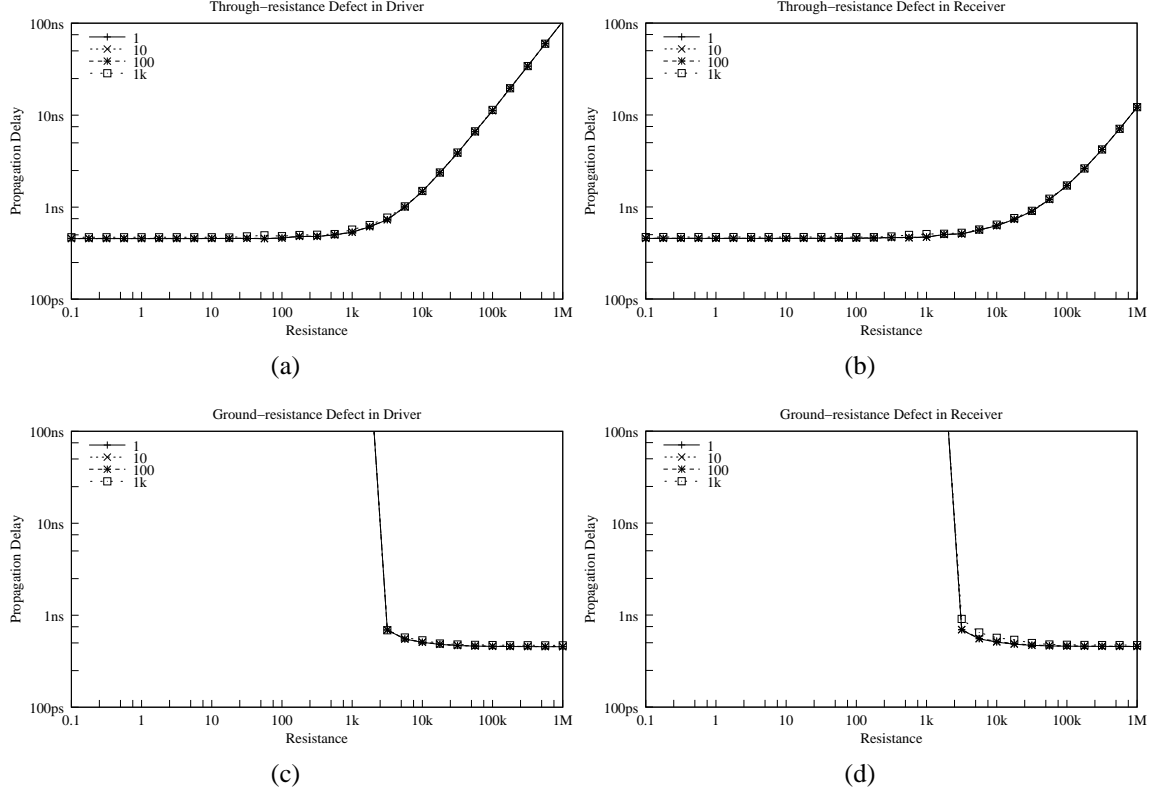 Through−resistance Defect in Driver
100ns
10ns
1ns
100ps
Propagation Delay
1
10
100
1k
0.1 1 10 100 1k 10k 100k 1M
Resistance
(a)
Through−resistance Defect in Receiver
100ns
10ns
1ns
100ps
Propagation Delay
1
10
100
1k
0.1 1 10 100 1k 10k 100k 1M
Resistance
(b)
Ground−resistance Defect in Driver
100ns
10ns
1ns
100ps
Propagation Delay
1
10
100
1k
0.1 1 10 100 1k 10k 100k 1M
Resistance
(c)
Ground−resistance Defect in Receiver
100ns
10ns
1ns
100ps
Propagation Delay
1
10
100
1k
0.1 1 10 100 1k 10k 100k 1M
Resistance
(d)